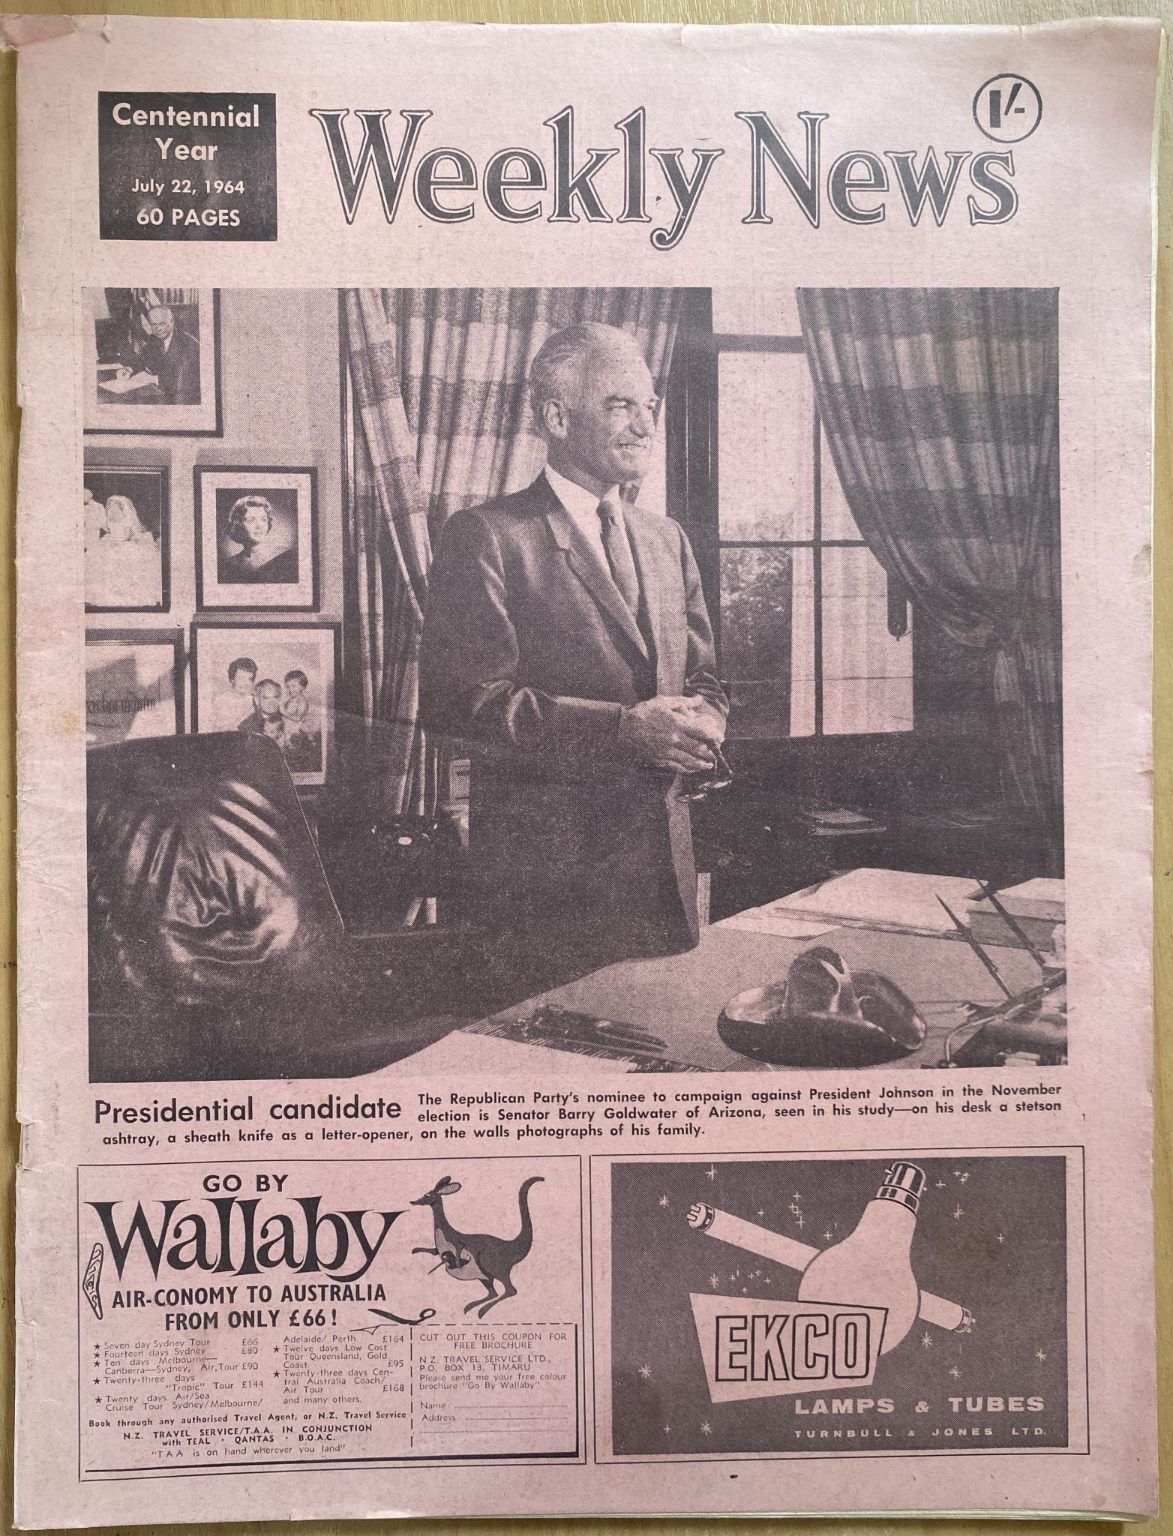 Centennial
Year
July 22, 1964
60 PAGES
Weekly News
1/-
Presidential candidate The Republican Party's nominee to campaign against President Johnson in the November
election is Senator Barry Goldwater of Arizona, seen in his study—on his desk a stetson
ashtray, a sheath knife as a letter-opener, on the walls photographs of his family.
GO BY
Wallaby
AIR-CONOMY TO AUSTRALIA
FROM ONLY £66!
★ Seven day Sydney Tour £66
★ Fourteen days Sydney £80
★ Ten days Melbourne—
Canberra—Sydney, Air, Tour £90
★ Twenty-three days
"Tropic" Tour £144
★ Twenty days Air/Sea
Cruise Tour Sydney/Melbourne/
Adelaide/ Perth £164
★ Twelve days Low Cost
Tour Queensland, Gold
Coast £95
★ Twenty-three days Cen-
tral Australia Coach/
Air Tour £168
and many others.
Book through any authorised Travel Agent, or N.Z. Travel Service
N.Z. TRAVEL SERVICE/T.A.A. IN CONJUNCTION
with TEAL · QANTAS · B.O.A.C.
"TAA is on hand wherever you land"
CUT OUT THIS COUPON FOR
FREE BROCHURE
N.Z. TRAVEL SERVICE LTD.
P.O. BOX 13, TIMARU
Please send me your free colour
brochure "Go By Wallaby"
Name
Address
EKCO
LAMPS & TUBES
TURNBULL & JONES LTD.